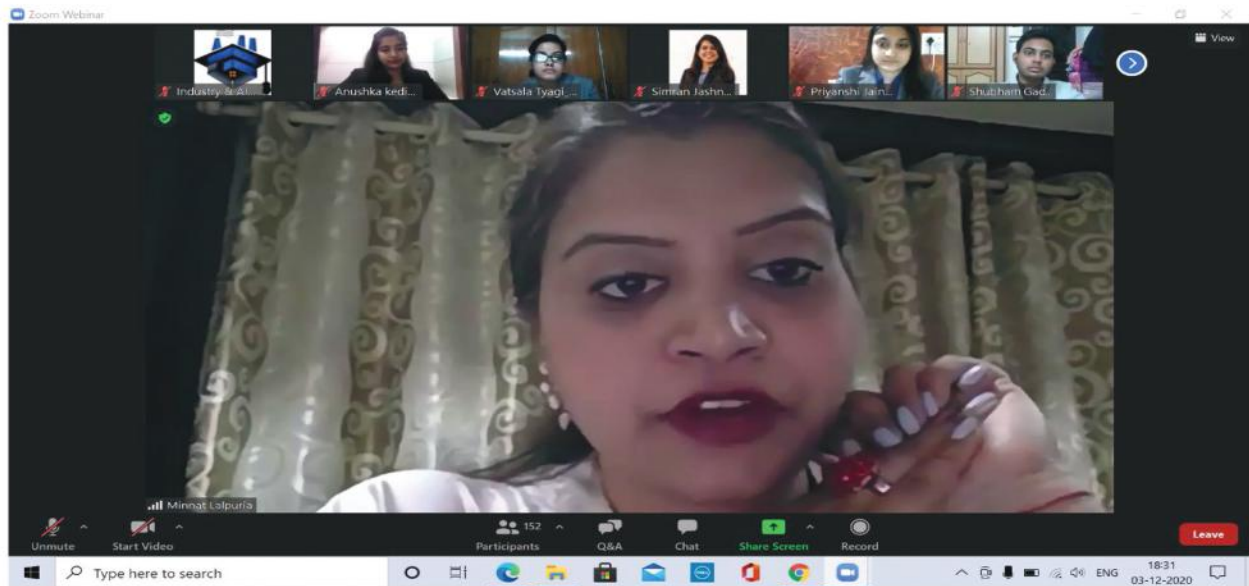 Zoom Webinar
View
Industry & Al...
Anushka kedi...
Vatsala Tyagi_...
Simran Jashn...
Priyanshi Jain...
Shubham Gad...
Minnat Lalpuria
152
Unmute
Start Video
Participants
Q&A
Chat
Share Screen
Record
Leave
Type here to search
ENG
18:31
03-12-2020